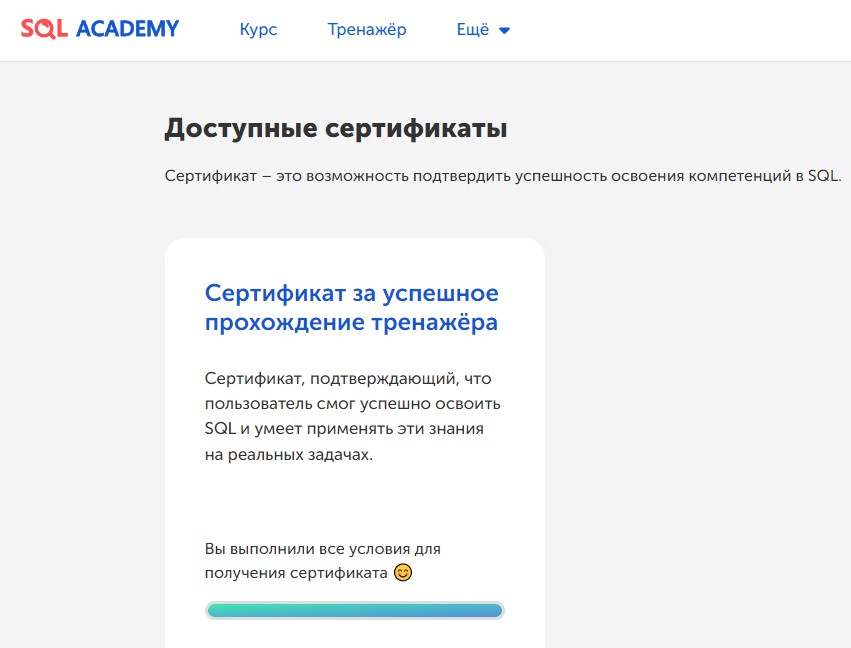 SQL ACADEMY Курс Тренажёр Ещё
Доступные сертификаты
Сертификат – это возможность подтвердить успешность освоения компетенций в SQL.
Сертификат за успешное
прохождение тренажёра
Сертификат, подтверждающий, что
пользователь смог успешно освоить
SQL и умеет применять эти знания
на реальных задачах.
Вы выполнили все условия для
получения сертификата 😊